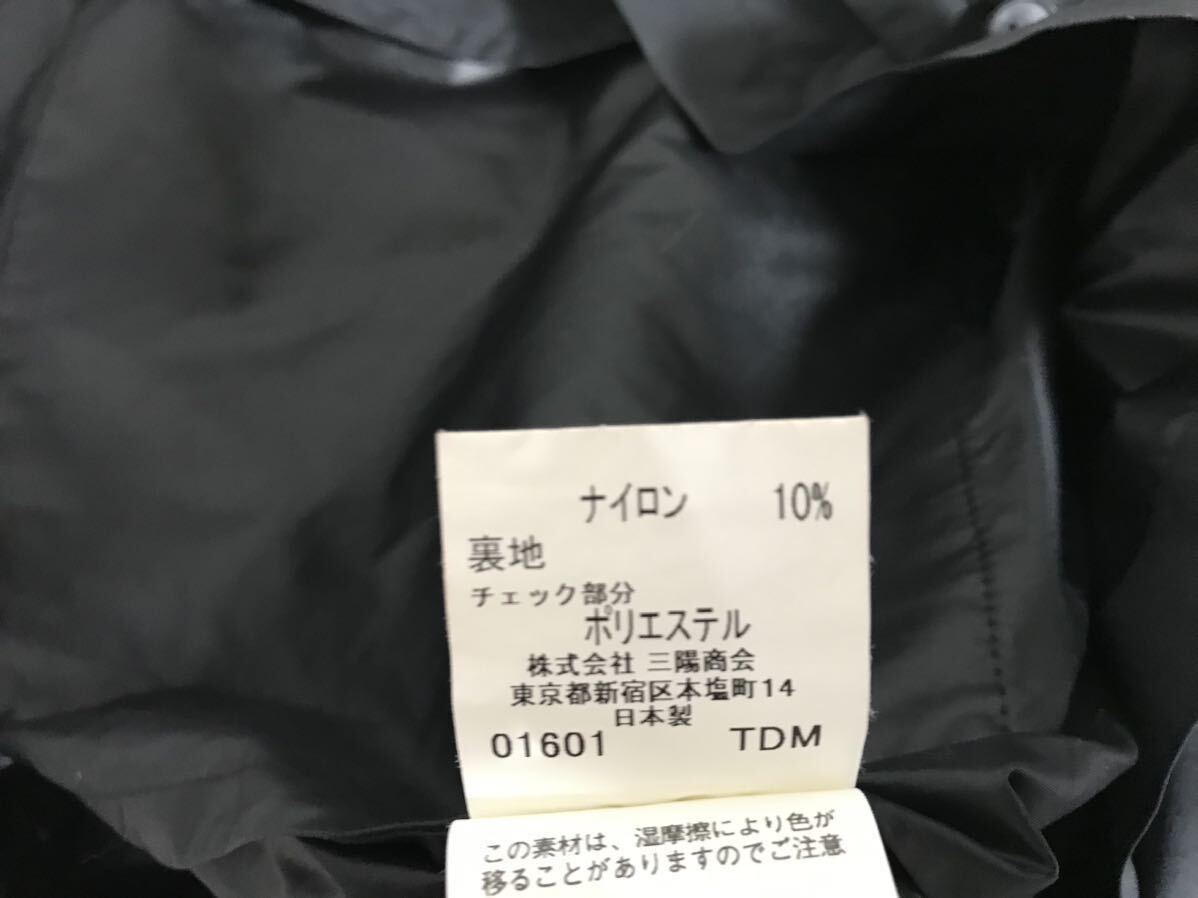 ナイロン 10%
裏地
チェック部分
ポリエステル
株式会社 三陽商会
東京都新宿区本塩町14
日本製
01601 TDM
この素材は、湿摩擦により色が
移ることがありますのでご注意